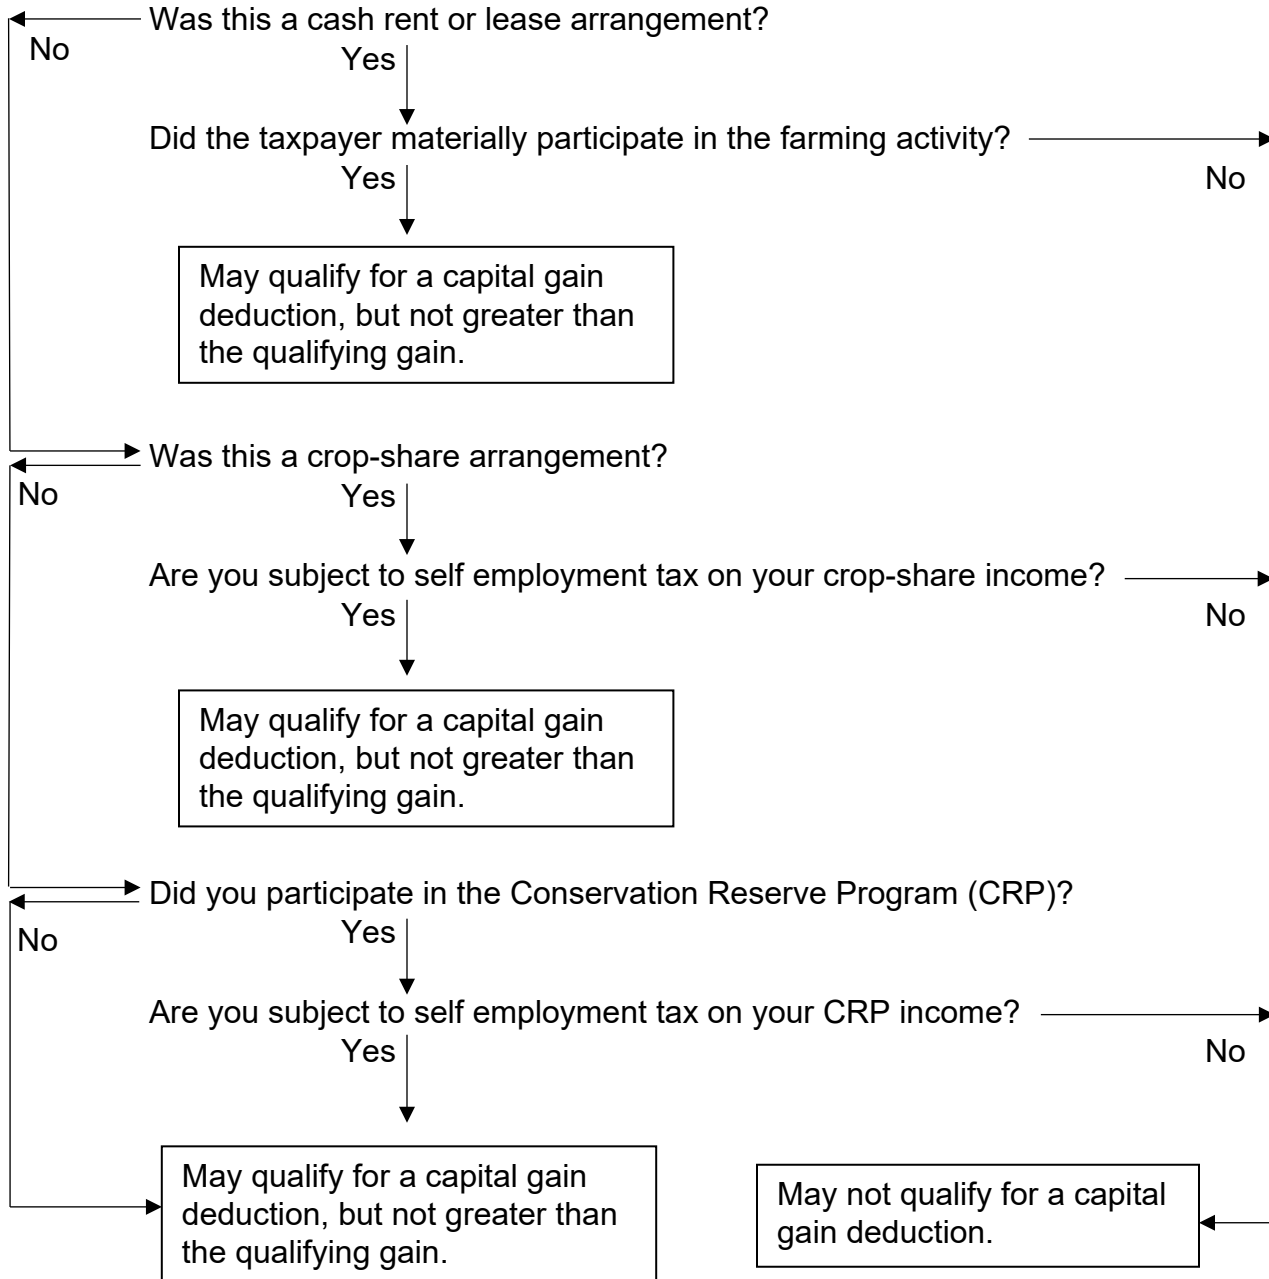 Was this a cash rent or lease arrangement?
No
Yes
Did the taxpayer materially participate in the farming activity?
Yes
No
May qualify for a capital gain
deduction, but not greater than
the qualifying gain.
Was this a crop-share arrangement?
No
Yes
Are you subject to self employment tax on your crop-share income?
Yes
No
May qualify for a capital gain
deduction, but not greater than
the qualifying gain.
Did you participate in the Conservation Reserve Program (CRP)?
No
Yes
Are you subject to self employment tax on your CRP income?
Yes
No
May qualify for a capital gain
deduction, but not greater than
the qualifying gain.
May not qualify for a capital
gain deduction.